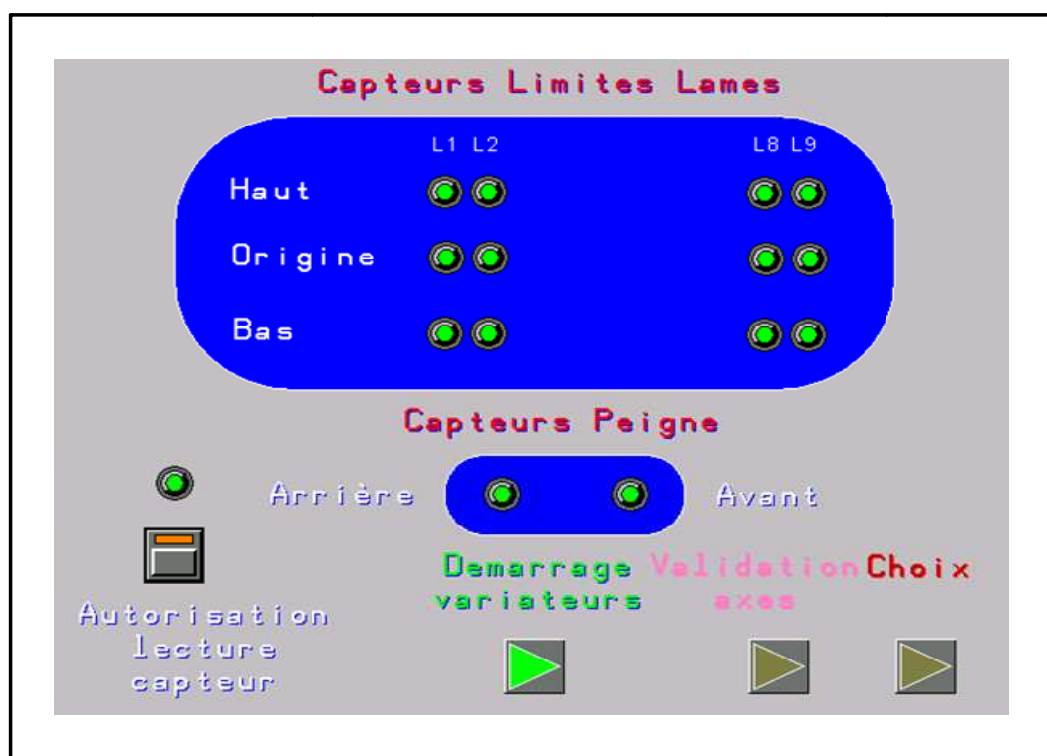 Capteurs Limites Lames
L1 L2 L8 L9
Haut
Origine
Bas
Capteurs Peigne
Arrière Avant
Demarrage Validation Choix
variateurs axes
Autorisation
lecture
capteur